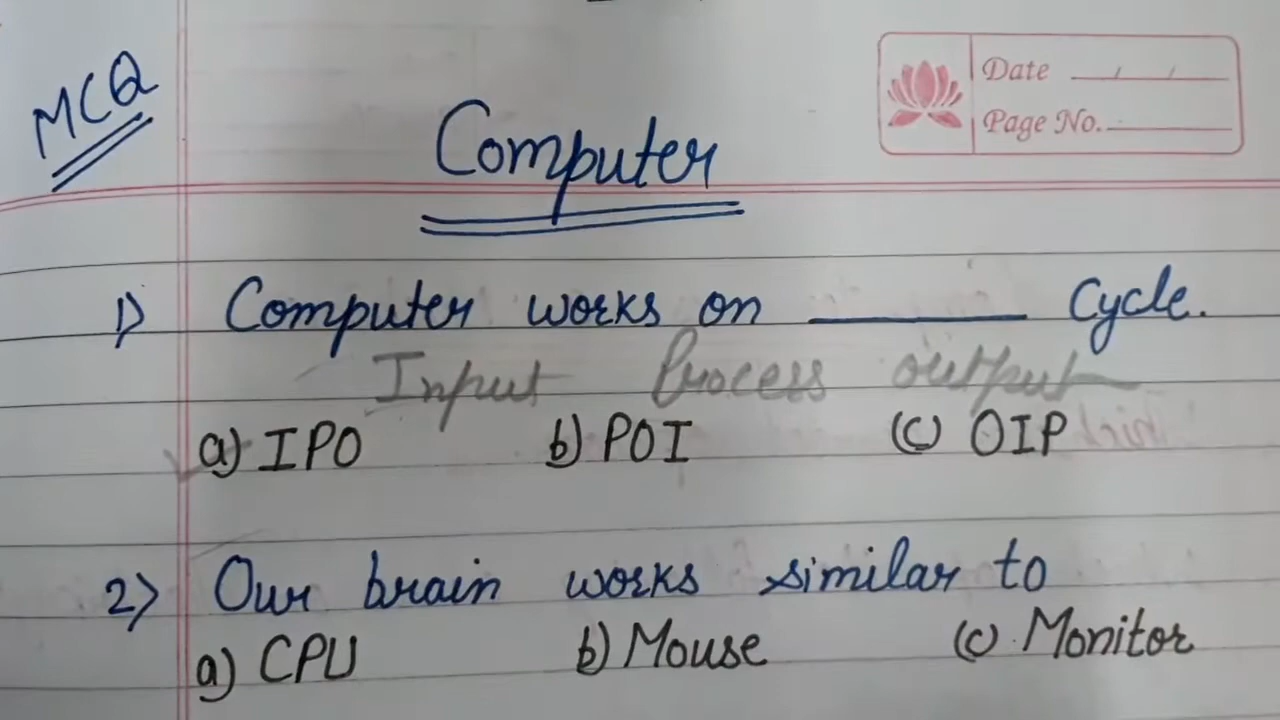 MCQ
Date
Page No.
Computer
1) Computer works on ______ Cycle.
Input Process output
a) IPO b) POI (c) OIP
2) Our brain works similar to
a) CPU b) Mouse (c) Monitor